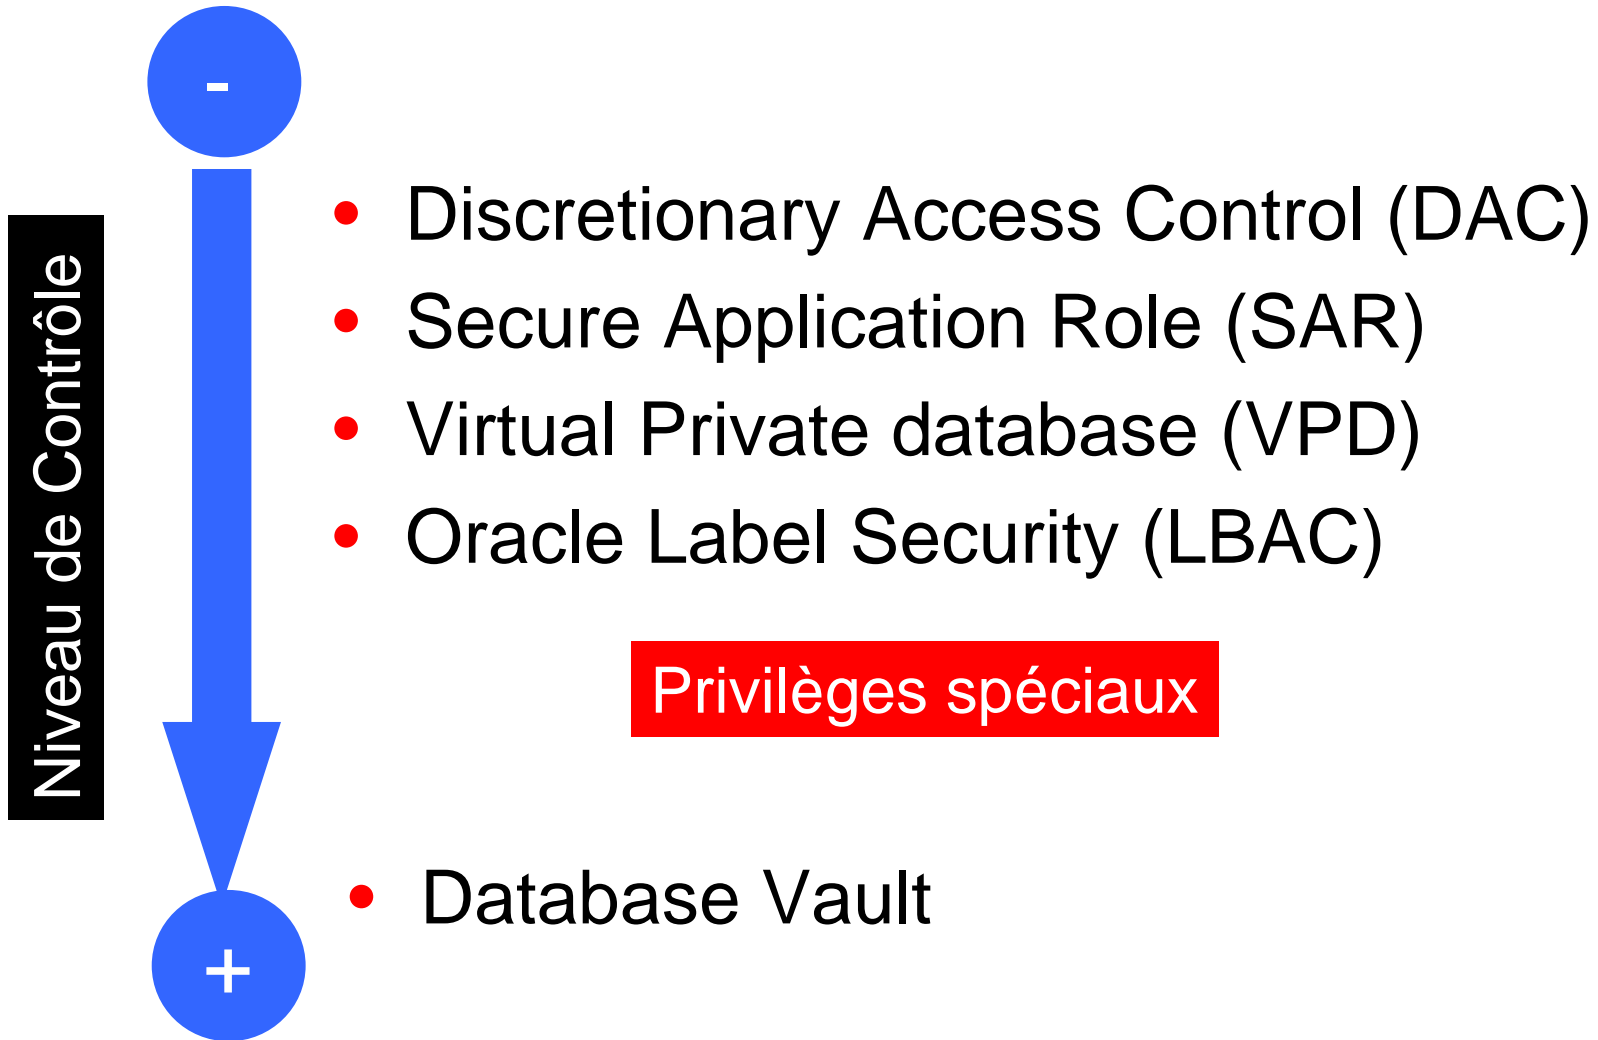 -
Niveau de Contrôle
• Discretionary Access Control (DAC)
• Secure Application Role (SAR)
• Virtual Private database (VPD)
• Oracle Label Security (LBAC)
Privilèges spéciaux
• Database Vault
+